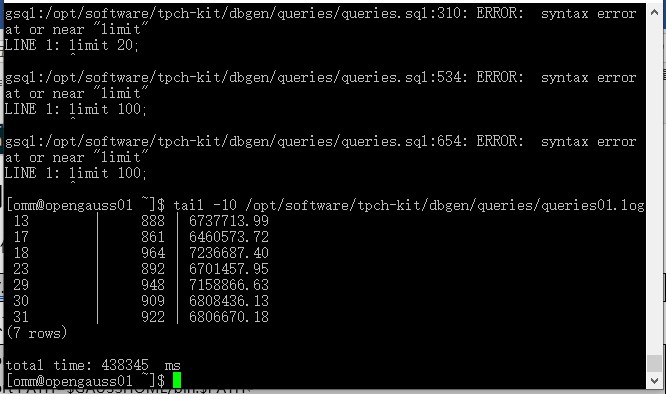 gsql:/opt/software/tpch-kit/dbgen/queries/queries.sql:310: ERROR:  syntax error
at or near "limit"
LINE 1: limit 20;
^
gsql:/opt/software/tpch-kit/dbgen/queries/queries.sql:534: ERROR:  syntax error
at or near "limit"
LINE 1: limit 100;
^
gsql:/opt/software/tpch-kit/dbgen/queries/queries.sql:654: ERROR:  syntax error
at or near "limit"
LINE 1: limit 100;
^
[omm@opengauss01 ~]$ tail -10 /opt/software/tpch-kit/dbgen/queries/queries01.log
13 | 888 | 6737713.99
17 | 861 | 6460573.72
18 | 964 | 7236687.40
23 | 892 | 6701457.95
29 | 948 | 7158866.63
30 | 909 | 6808436.13
31 | 922 | 6806670.18
(7 rows)
total time: 438345  ms
[omm@opengauss01 ~]$